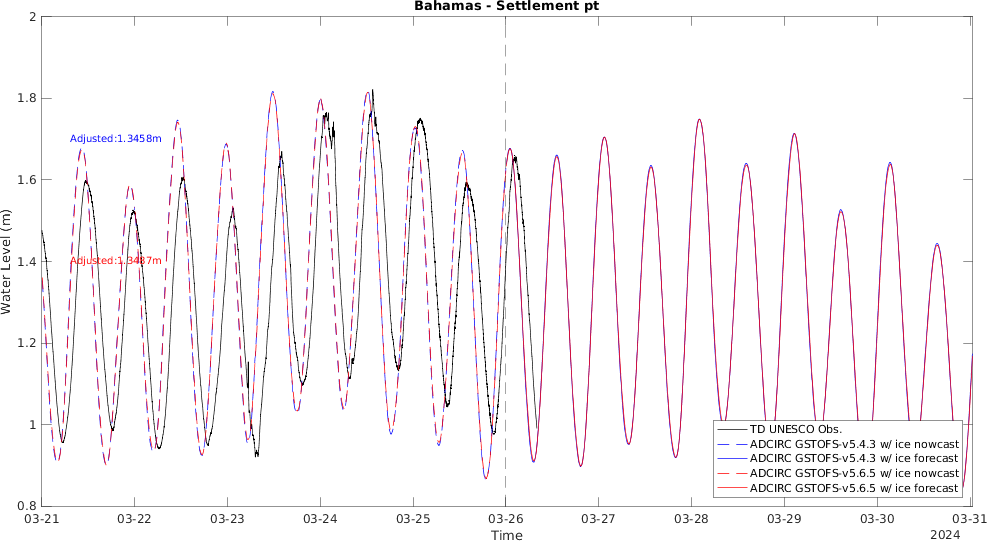 Bahamas - Settlement pt
2
1.8
1.6
1.4
1.2
1
0.8
Water Level (m)
Adjusted:1.3458m
Adjusted:1.3437m
TD UNESCO Obs.
ADCIRC GSTOFS-v5.4.3 w/ ice nowcast
ADCIRC GSTOFS-v5.4.3 w/ ice forecast
ADCIRC GSTOFS-v5.6.5 w/ ice nowcast
ADCIRC GSTOFS-v5.6.5 w/ ice forecast
03-21 03-22 03-23 03-24 03-25 03-26 03-27 03-28 03-29 03-30 03-31
Time
2024